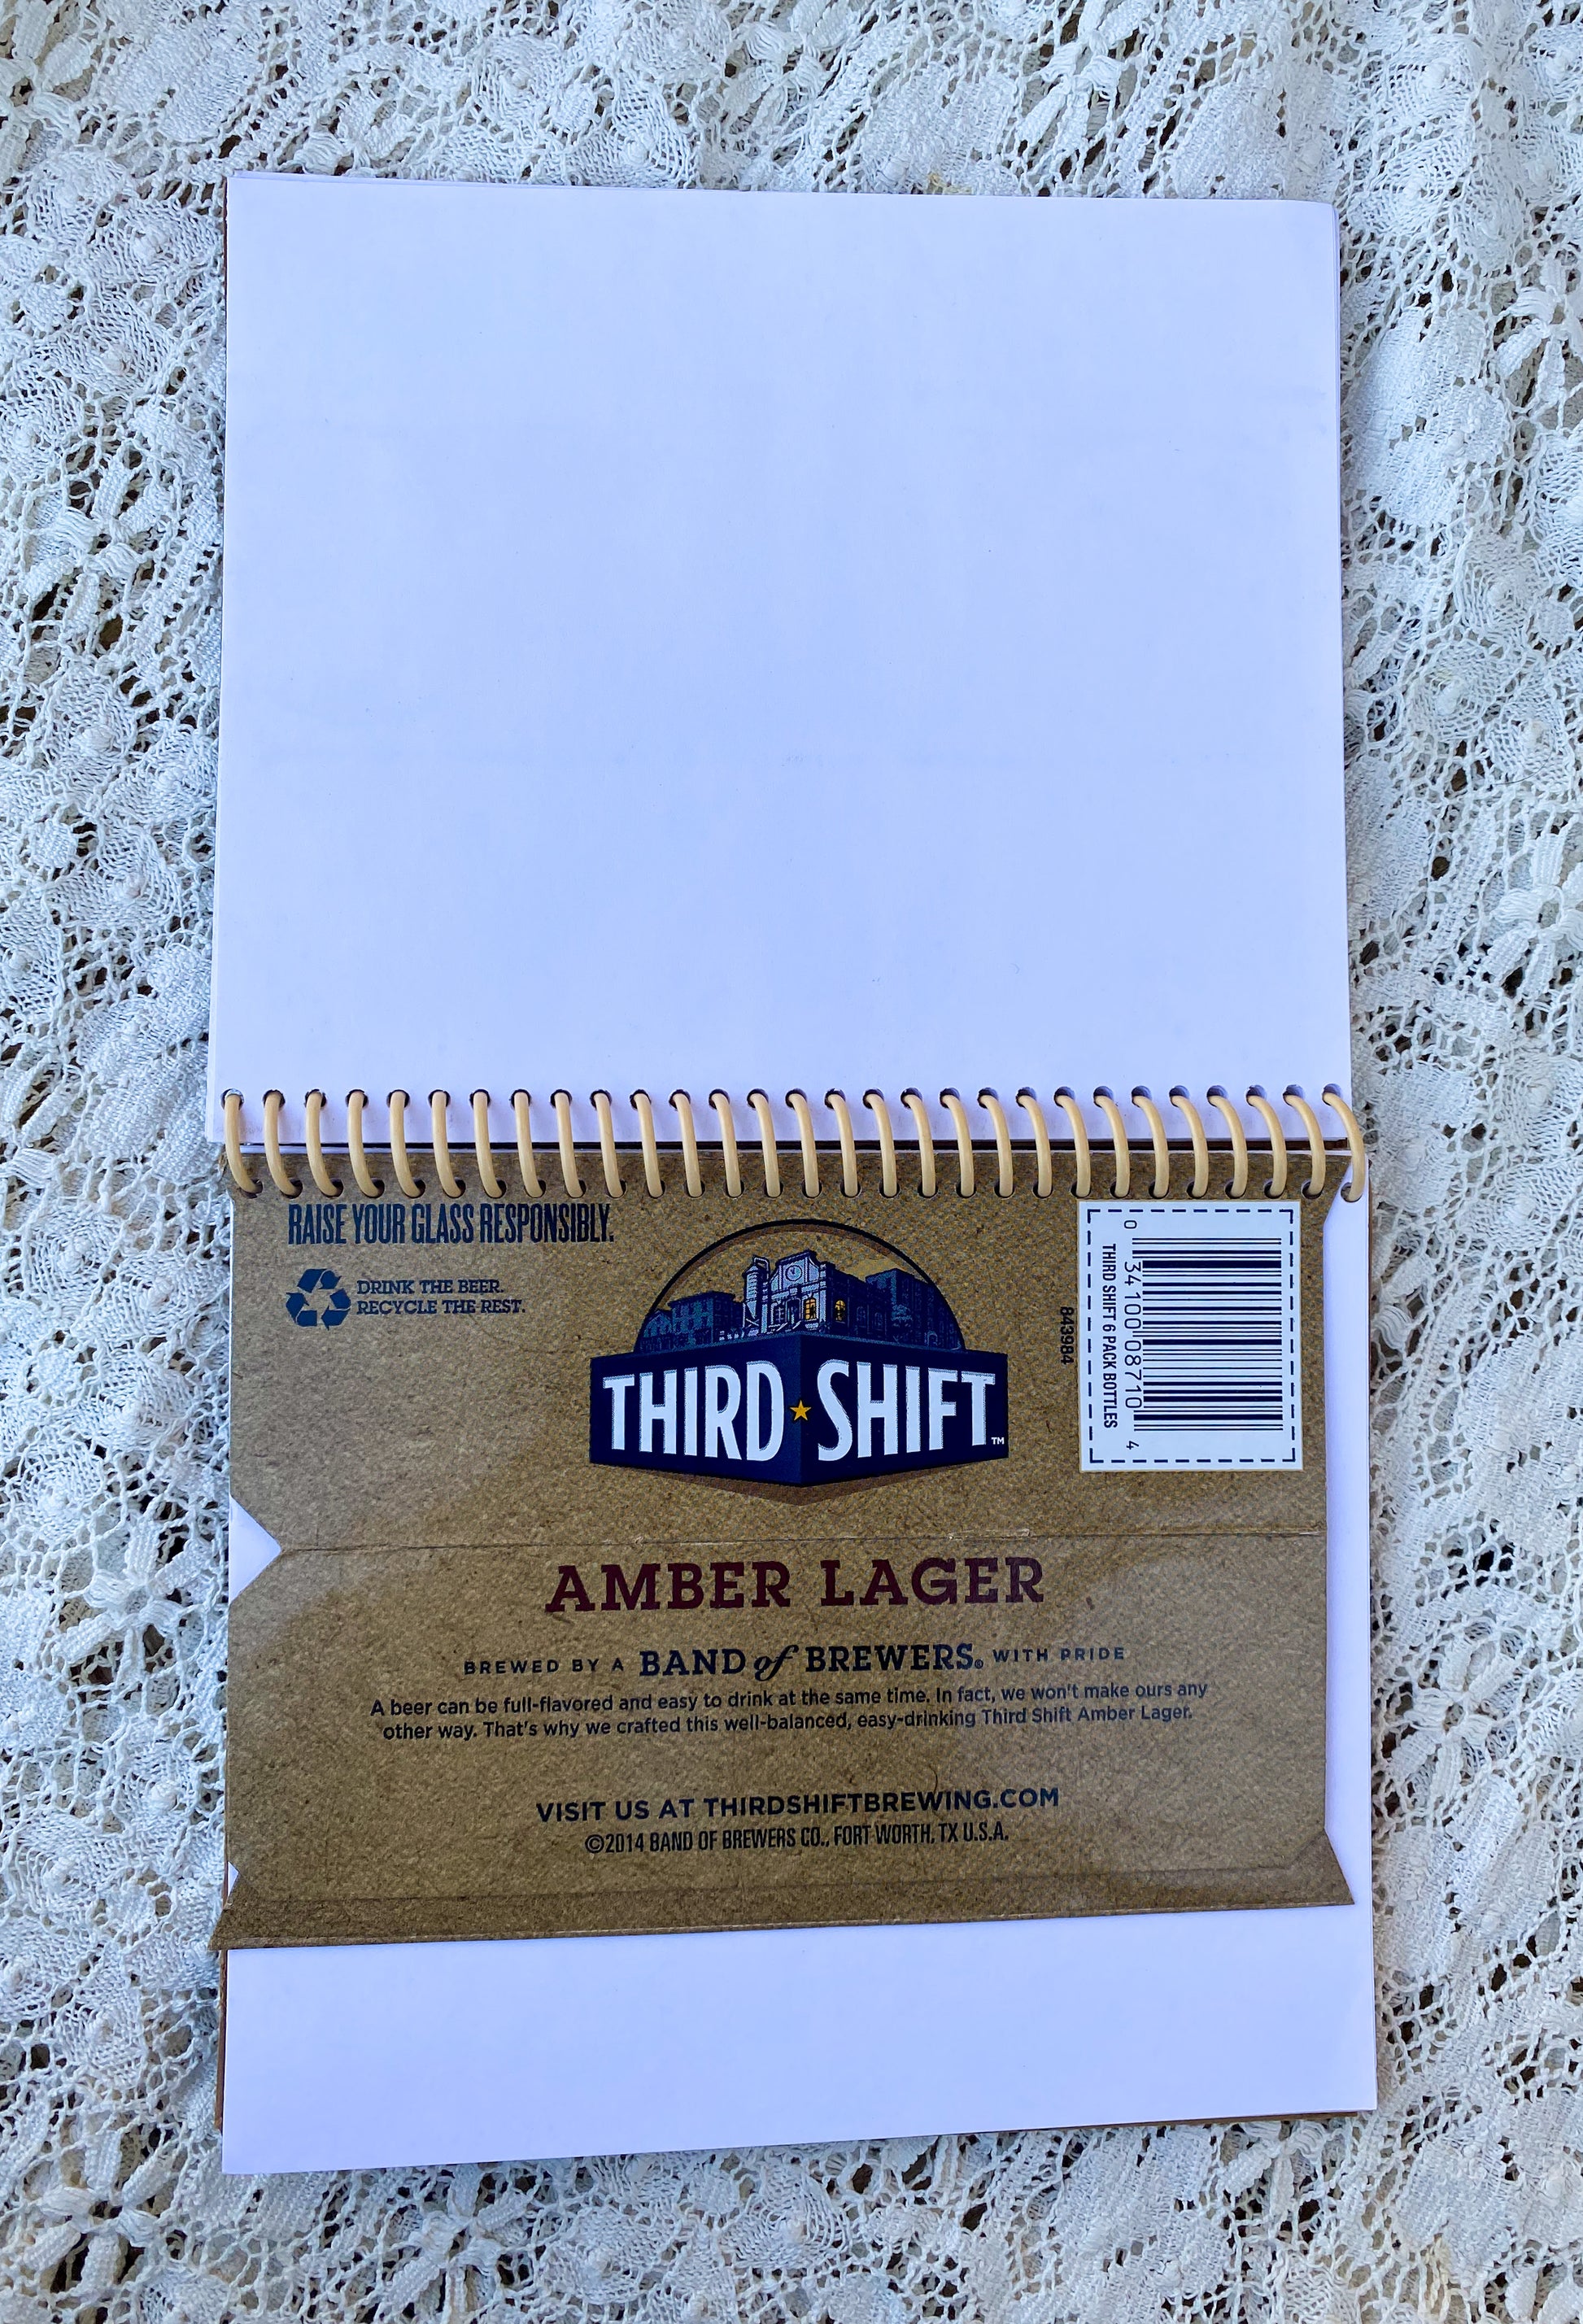 RAISE YOUR GLASS RESPONSIBLY.
DRINK THE BEER.
RECYCLE THE REST.
THIRD SHIFT™
843984
0 34100 08710 4
THIRD SHIFT 6 PACK BOTTLES
AMBER LAGER
BREWED BY A BAND of BREWERS® WITH PRIDE
A beer can be full-flavored and easy to drink at the same time. In fact, we won't make ours any
other way. That's why we crafted this well-balanced, easy-drinking Third Shift Amber Lager.
VISIT US AT THIRDSHIFTBREWING.COM
©2014 BAND OF BREWERS CO., FORT WORTH, TX U.S.A.